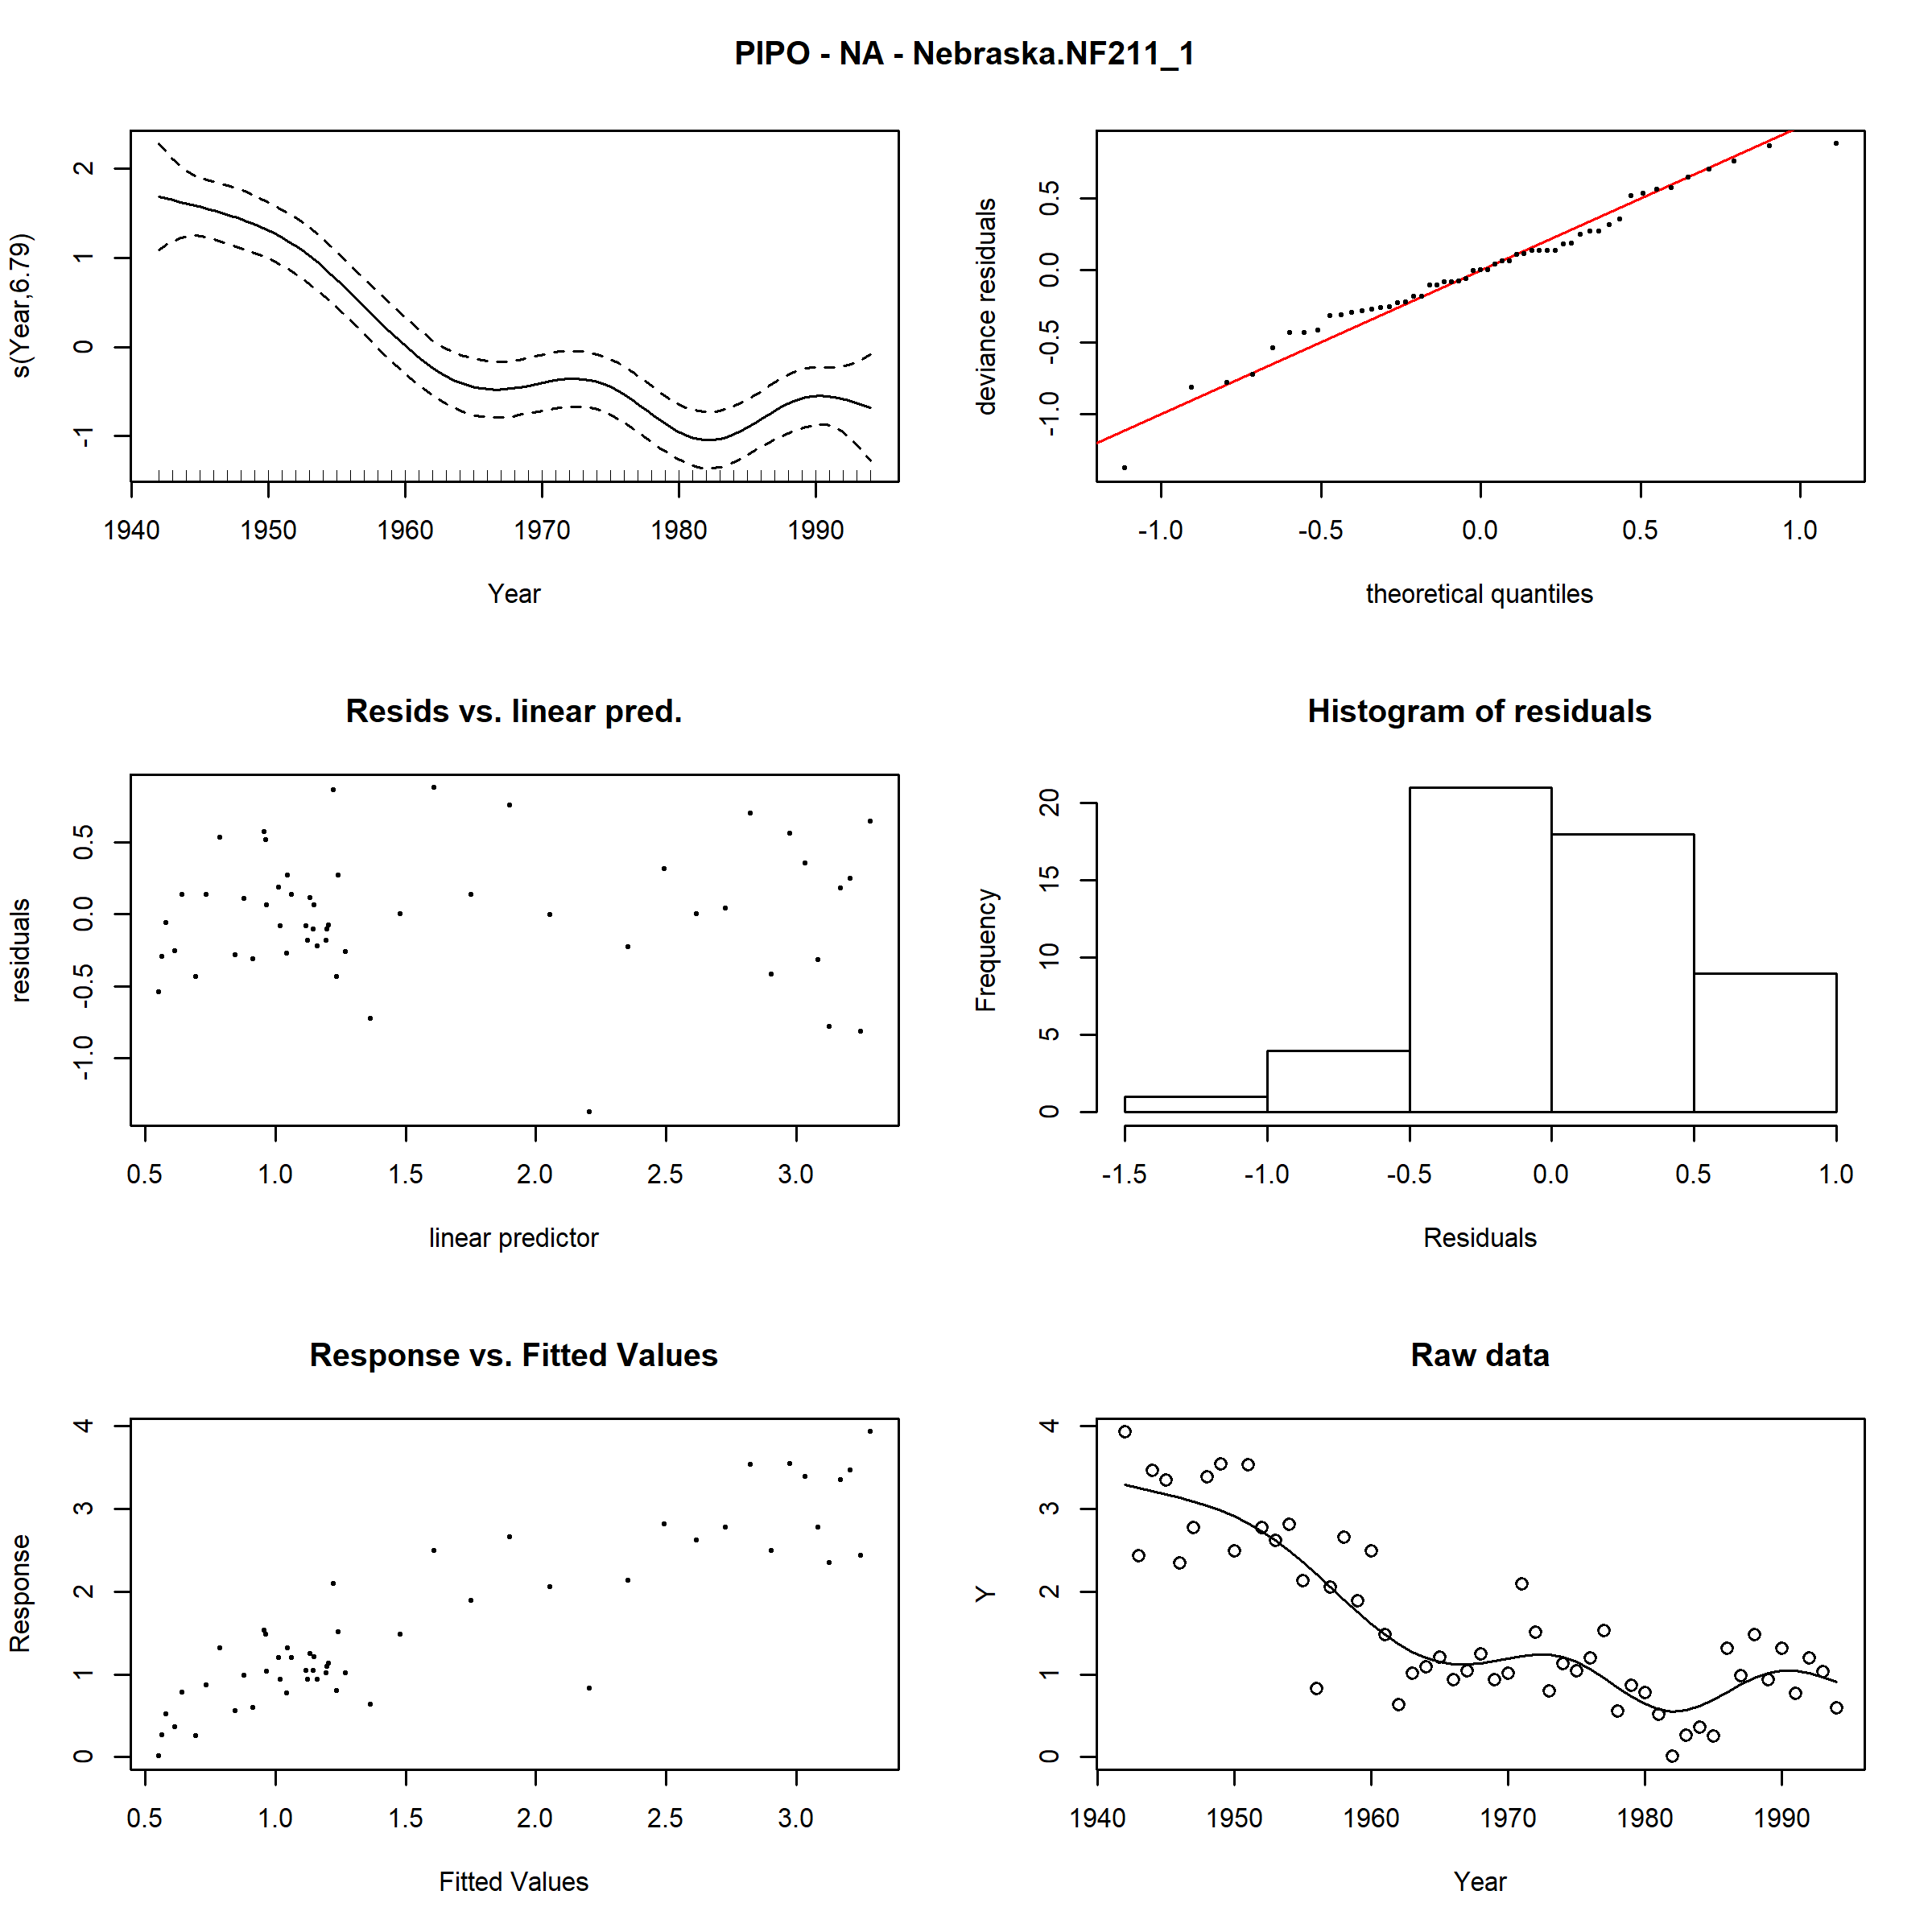 PIPO - NA - Nebraska.NF211_1
s(Year,6.79)
2
1
0
-1
1940 1950 1960 1970 1980 1990
Year
deviance residuals
0.5
0.0
-0.5
-1.0
-1.0 -0.5 0.0 0.5 1.0
theoretical quantiles
Resids vs. linear pred.
residuals
0.5
0.0
-0.5
-1.0
0.5 1.0 1.5 2.0 2.5 3.0
linear predictor
Histogram of residuals
Frequency
20
15
10
5
0
-1.5 -1.0 -0.5 0.0 0.5 1.0
Residuals
Response vs. Fitted Values
Response
4
3
2
1
0
0.5 1.0 1.5 2.0 2.5 3.0
Fitted Values
Raw data
Y
4
3
2
1
0
1940 1950 1960 1970 1980 1990
Year